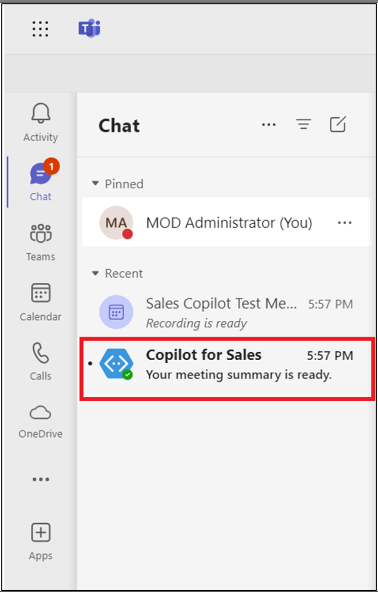 Activity
1
Chat
Teams
Calendar
Calls
OneDrive
Apps
Chat
Pinned
MA
MOD Administrator (You)
Recent
Sales Copilot Test Me... 5:57 PM
Recording is ready
Copilot for Sales 5:57 PM
Your meeting summary is ready.